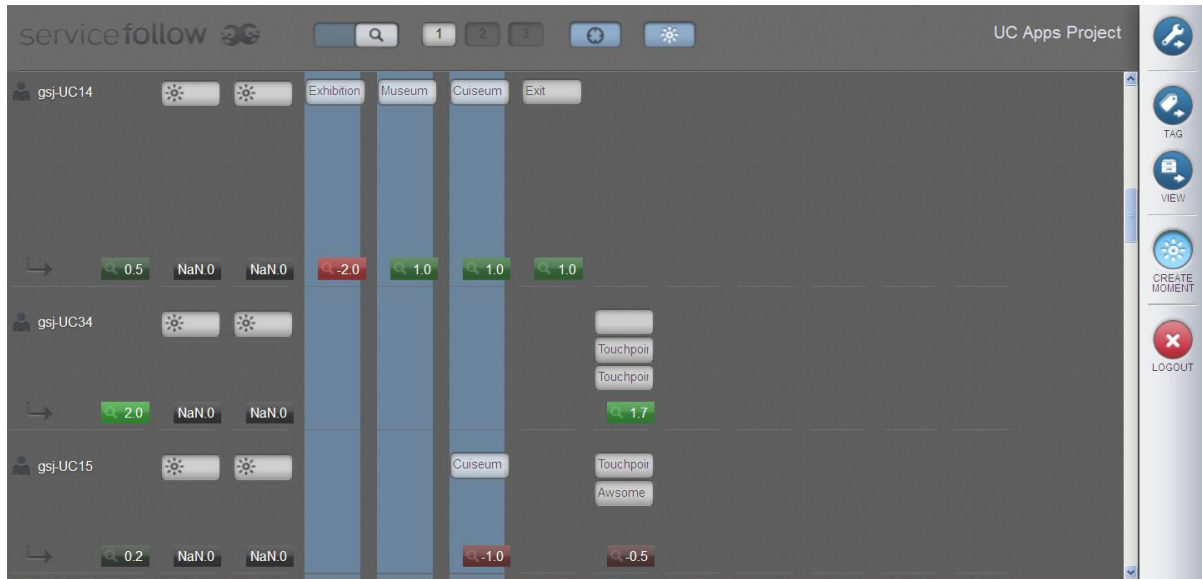 servicefollow
1 2 3
UC Apps Project
gsj-UC14 Exhibition Museum Cuiseum Exit
0.5 NaN.0 NaN.0 -2.0 1.0 1.0 1.0
gsj-UC34
Touchpoir
Touchpoir
2.0 NaN.0 NaN.0 1.7
gsj-UC15 Cuiseum Touchpoir
Awsome
0.2 NaN.0 NaN.0 -1.0 -0.5
TAG
VIEW
CREATE
MOMENT
LOGOUT